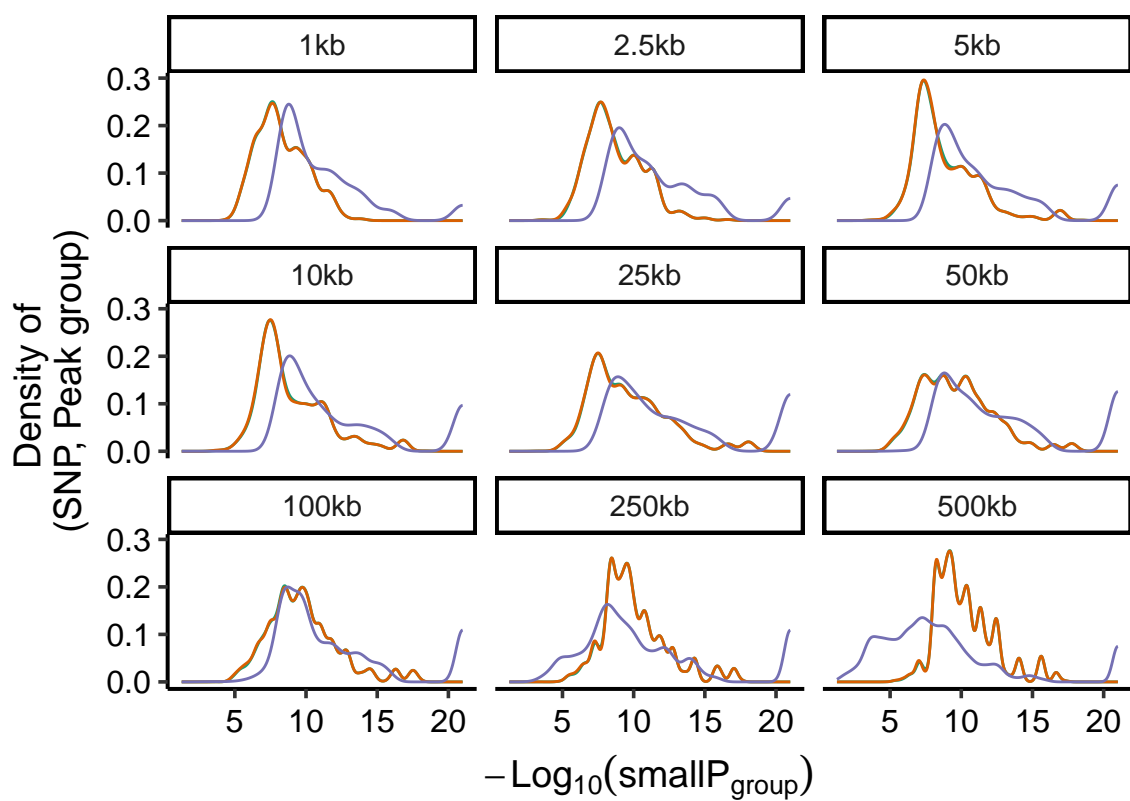 1kb 2.5kb 5kb
0.3
0.2
0.1
0.0
10kb 25kb 50kb
0.3
0.2
0.1
0.0
100kb 250kb 500kb
0.3
0.2
0.1
0.0
5 10 15 20 5 10 15 20 5 10 15 20
Density of
(SNP, Peak group)
−Log10(smallPgroup)